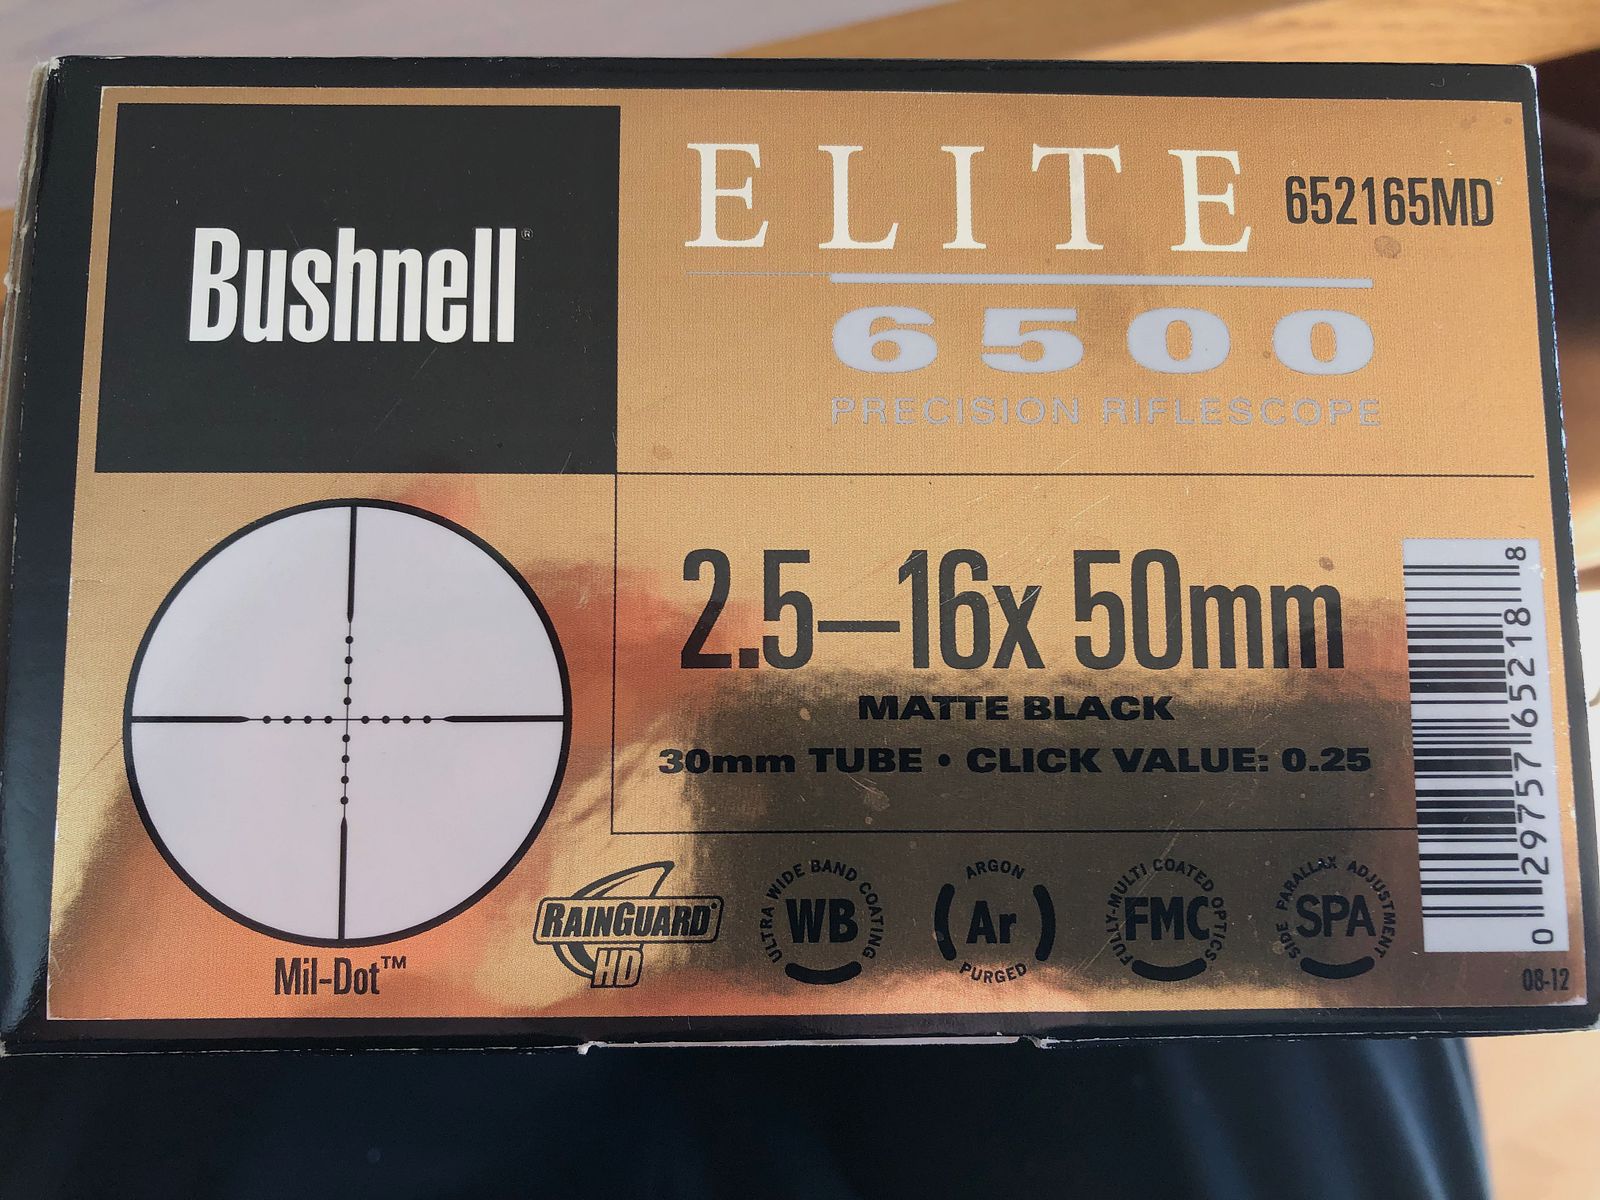 Bushnell®
ELITE 652165MD
6500
PRECISION RIFLESCOPE
2.5—16x 50mm
MATTE BLACK
30mm TUBE • CLICK VALUE: 0.25
Mil-Dot™
RAINGUARD®
HD
ULTRA WIDE BAND COATING
WB
ARGON
Ar
PURGED
FULLY-MULTI COATED OPTICS
FMC
SIDE PARALLAX ADJUSTMENT
SPA
0 29757 65218 8
08-12